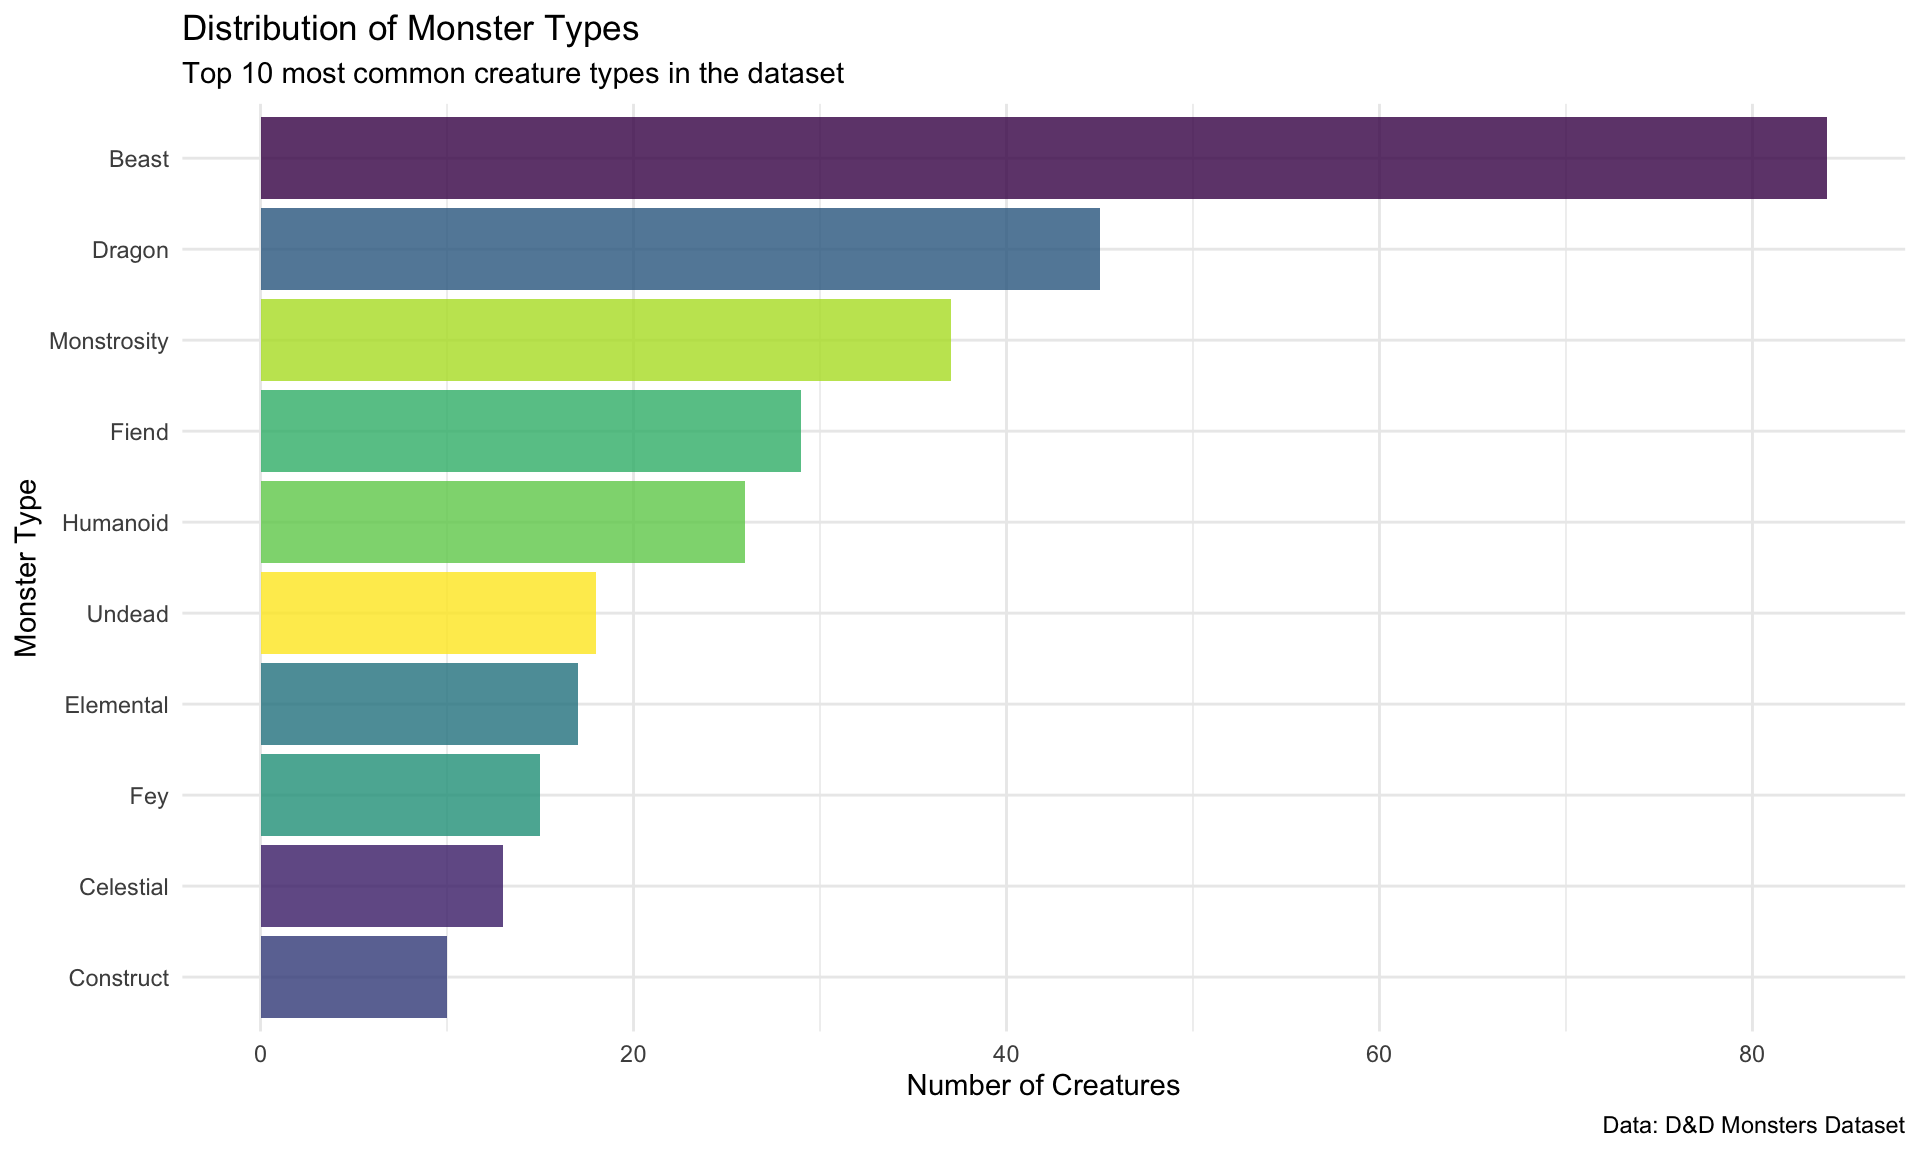 Distribution of Monster Types
Top 10 most common creature types in the dataset
Monster Type
Beast
Dragon
Monstrosity
Fiend
Humanoid
Undead
Elemental
Fey
Celestial
Construct
0 20 40 60 80
Number of Creatures
Data: D&D Monsters Dataset